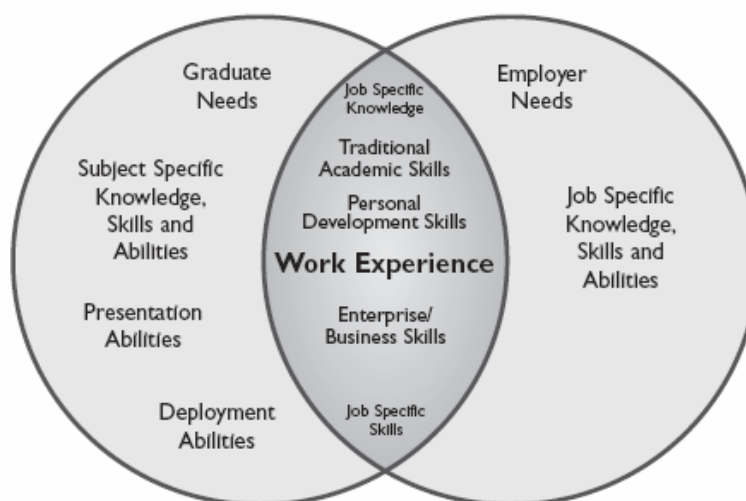 Graduate
Needs
Subject Specific
Knowledge,
Skills and
Abilities
Presentation
Abilities
Deployment
Abilities
Job Specific
Knowledge
Traditional
Academic Skills
Personal
Development Skills
Work Experience
Enterprise/
Business Skills
Job Specific
Skills
Employer
Needs
Job Specific
Knowledge,
Skills and
Abilities